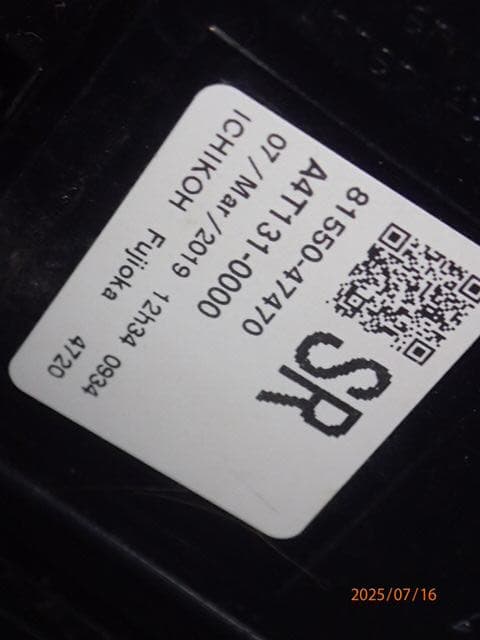 81550-47470
A4T131-0000
07/Mar/2019 12h34 0934
ICHIKOH Fujioka 4720
SR
2025/07/16